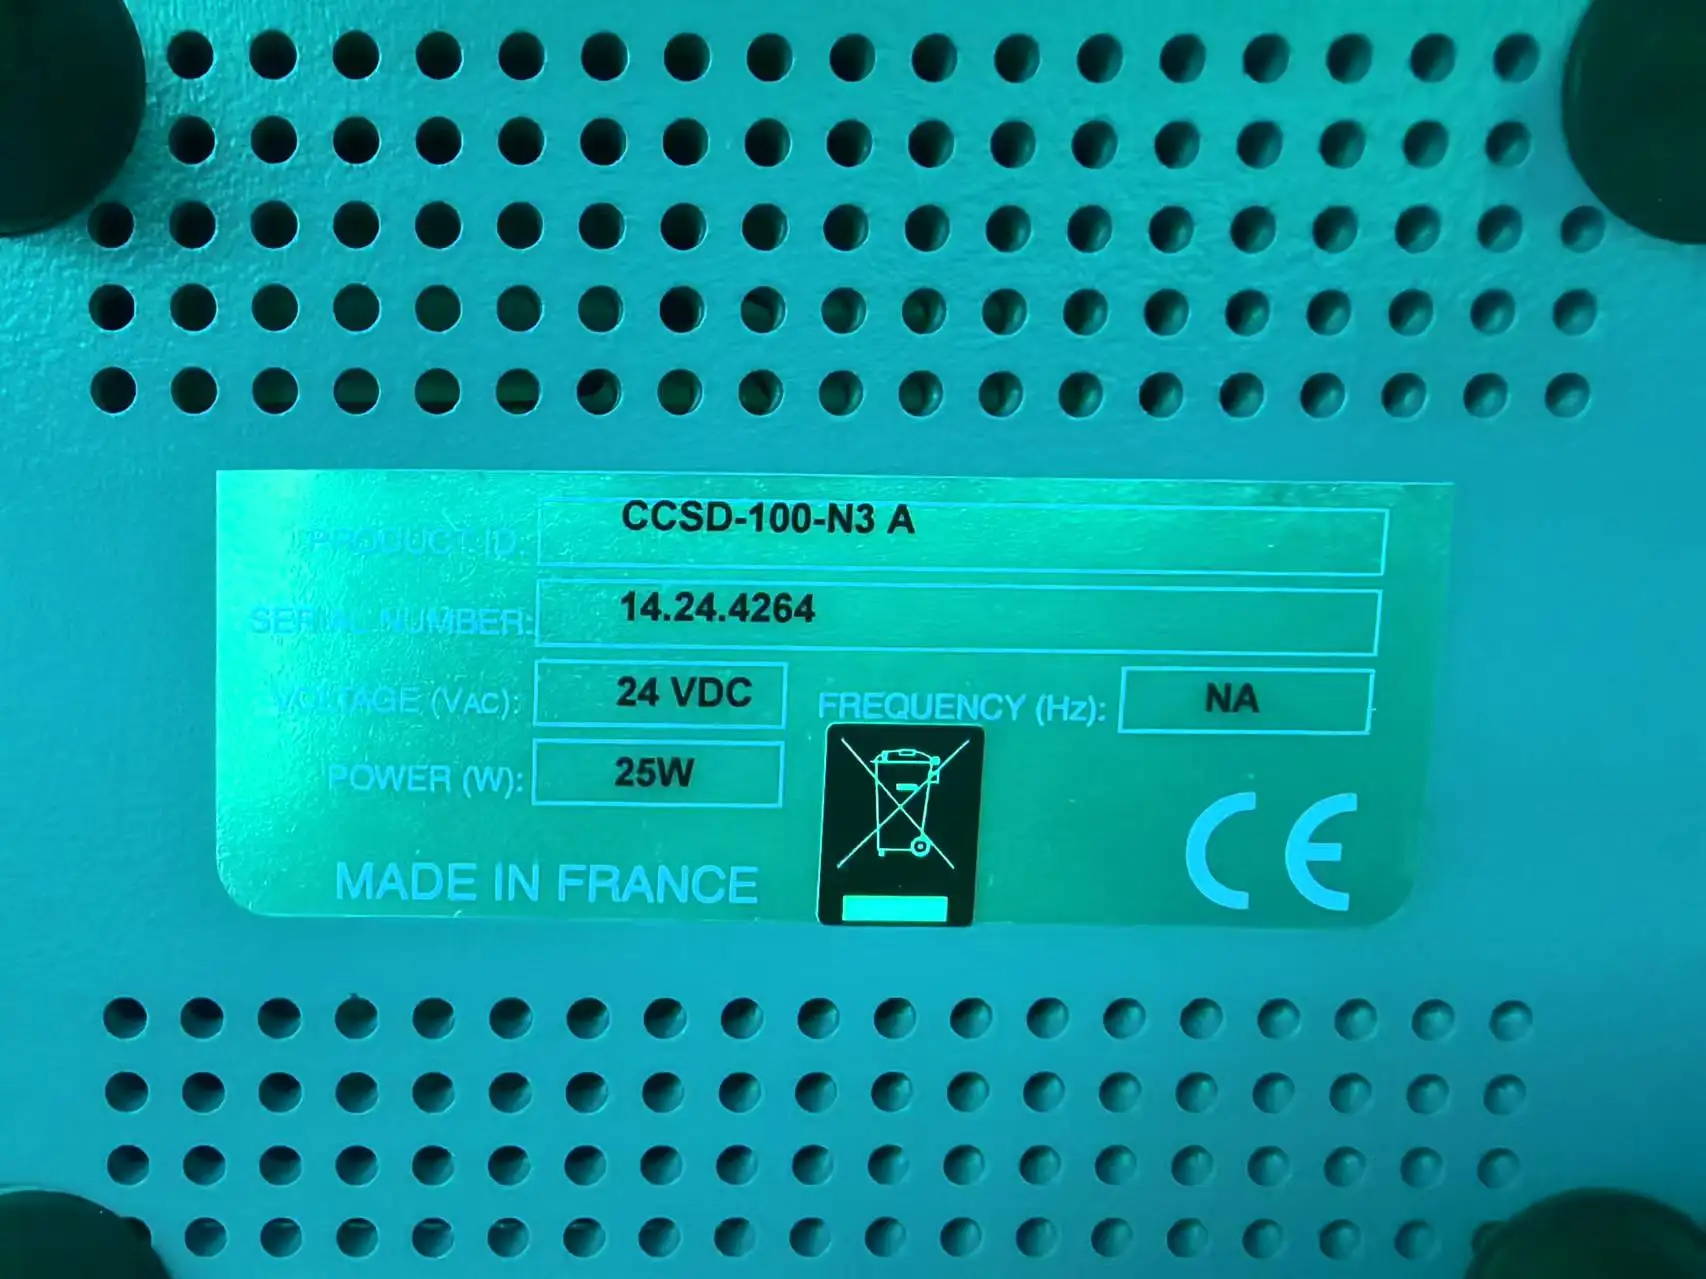 PRODUCT ID: CCSD-100-N3 A
SERIAL NUMBER: 14.24.4264
VOLTAGE (VAC): 24 VDC FREQUENCY (Hz): NA
POWER (W): 25W
MADE IN FRANCE CE